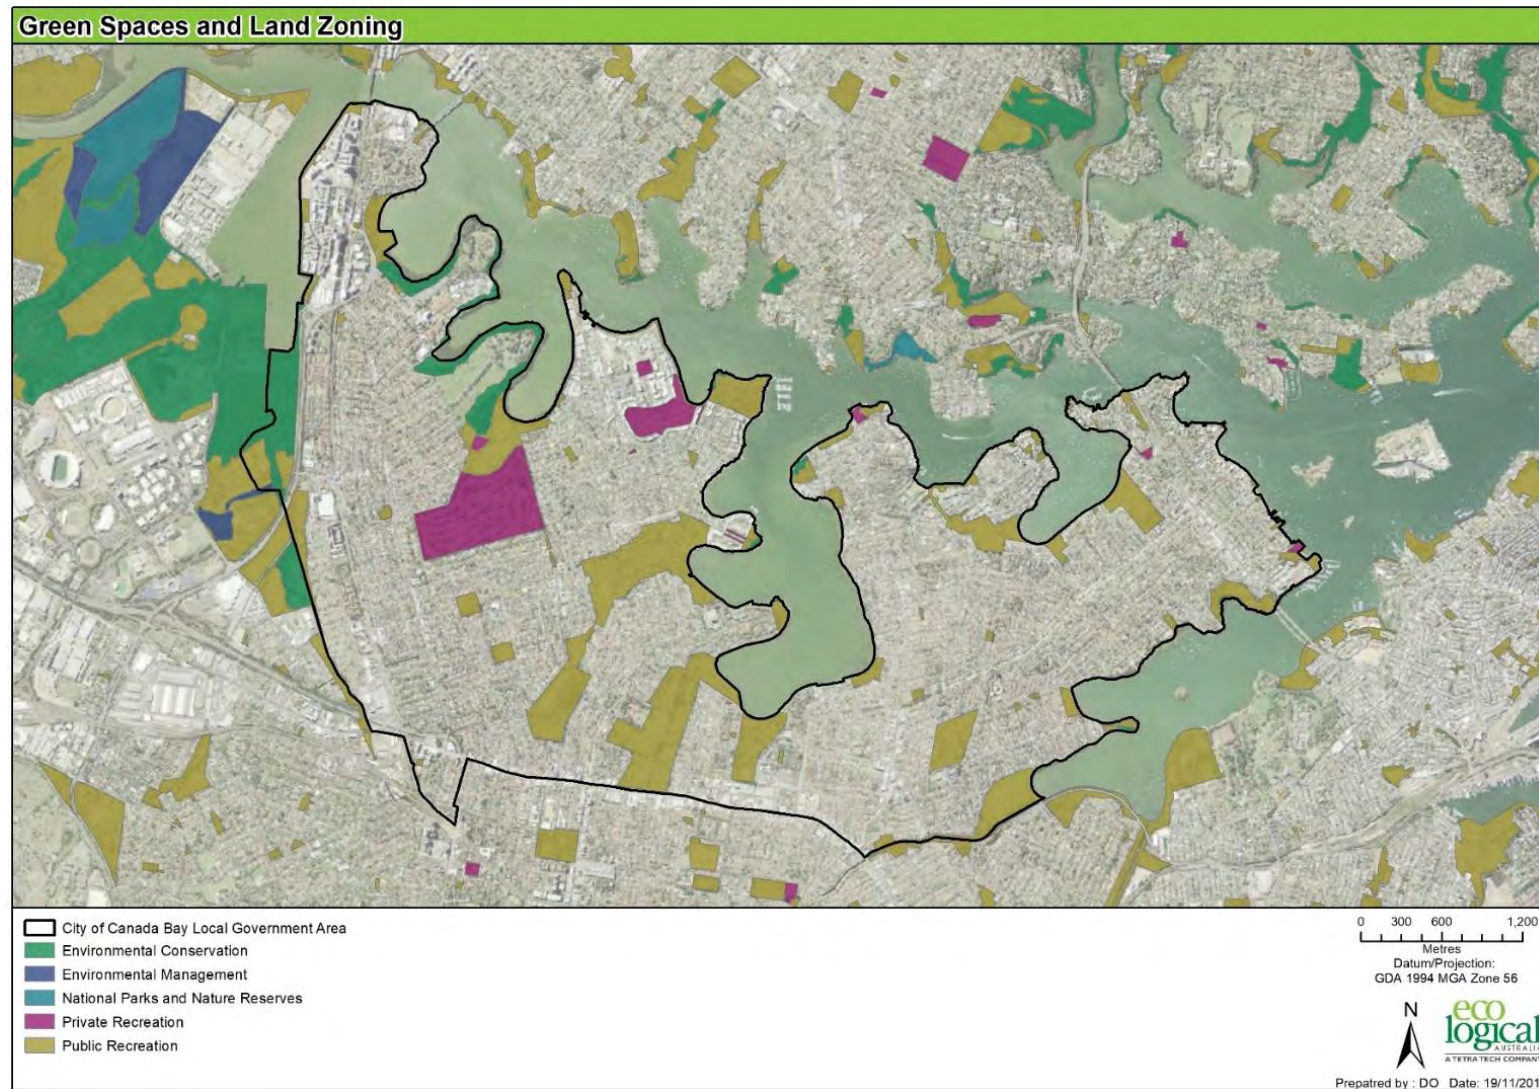 Green Spaces and Land Zoning
City of Canada Bay Local Government Area
Environmental Conservation
Environmental Management
National Parks and Nature Reserves
Private Recreation
Public Recreation
0 300 600 1,200
Metres
Datum/Projection:
GDA 1994 MGA Zone 56
N
eco
logical
AUSTRALIA
A TETRA TECH COMPANY
Prepatred by : DO Date: 19/11/201